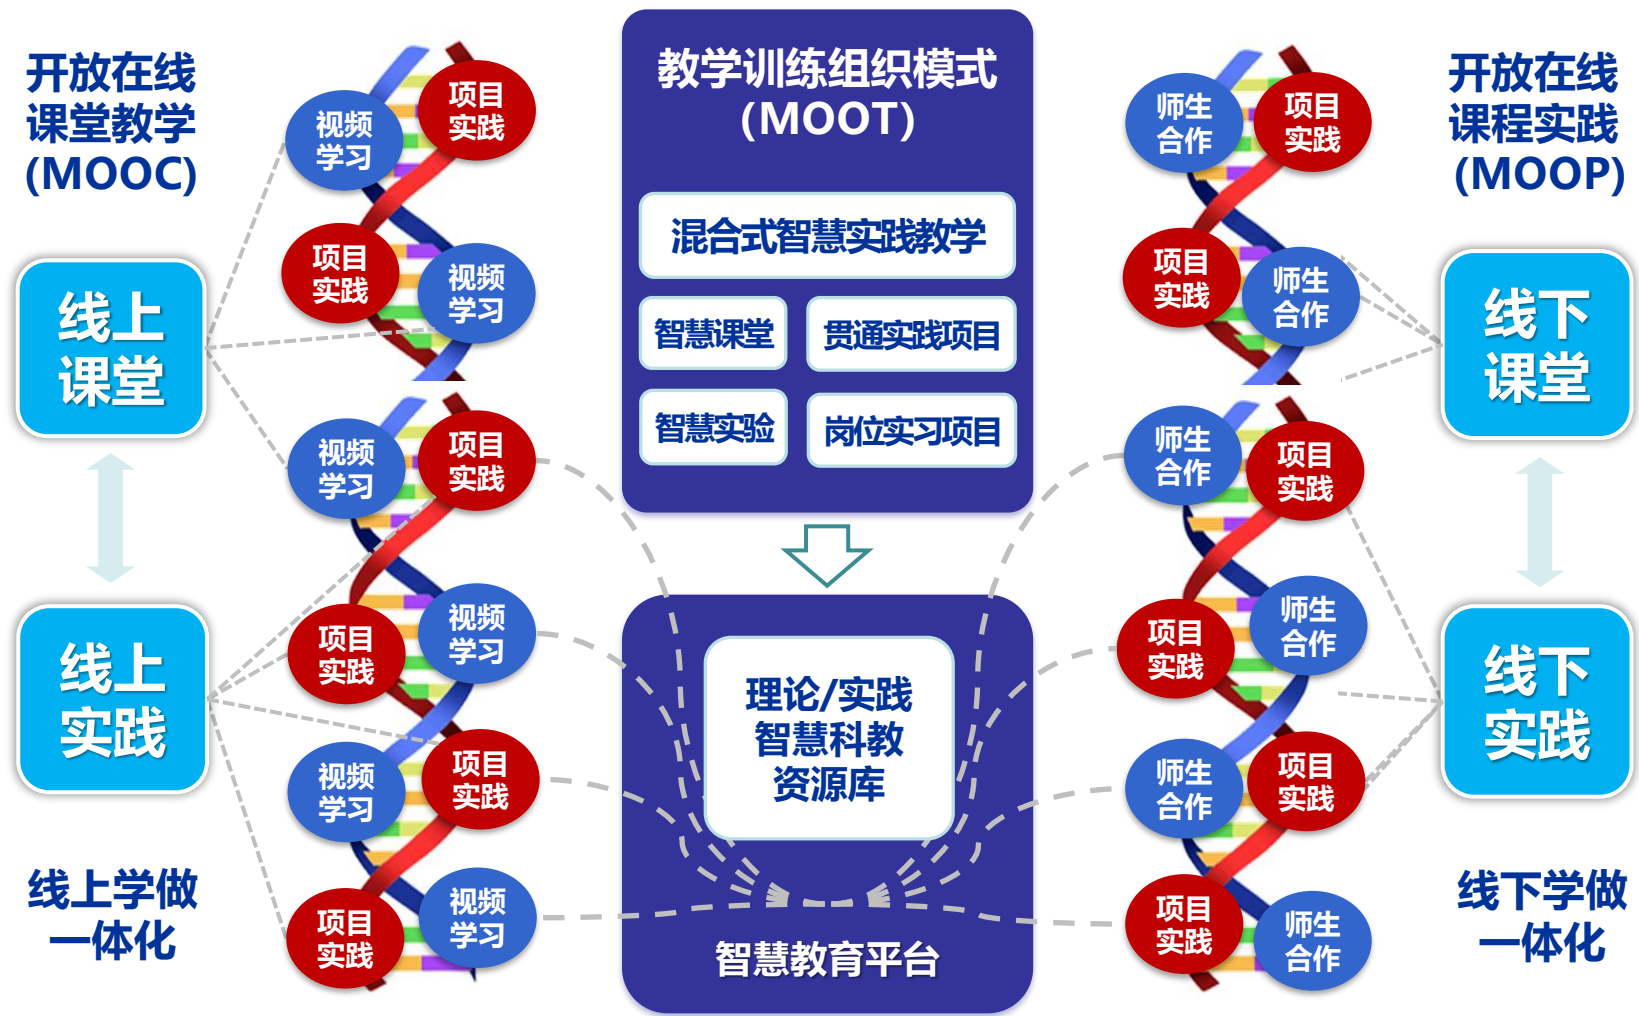 开放在线
课堂教学
(MOOC)
线上
课堂
线上
实践
线上学做
一体化
视频
学习
项目
实践
项目
实践
视频
学习
视频
学习
项目
实践
项目
实践
视频
学习
视频
学习
项目
实践
项目
实践
视频
学习
教学训练组织模式
(MOOT)
混合式智慧实践教学
智慧课堂
贯通实践项目
智慧实验
岗位实习项目
理论/实践
智慧科教
资源库
智慧教育平台
师生
合作
项目
实践
项目
实践
师生
合作
师生
合作
项目
实践
项目
实践
师生
合作
师生
合作
项目
实践
项目
实践
师生
合作
开放在线
课程实践
(MOOP)
线下
课堂
线下
实践
线下学做
一体化